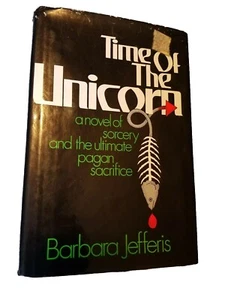 Time Of
The
Unicorn
a novel of
sorcery
and the ultimate
pagan
sacrifice
Barbara Jefferis